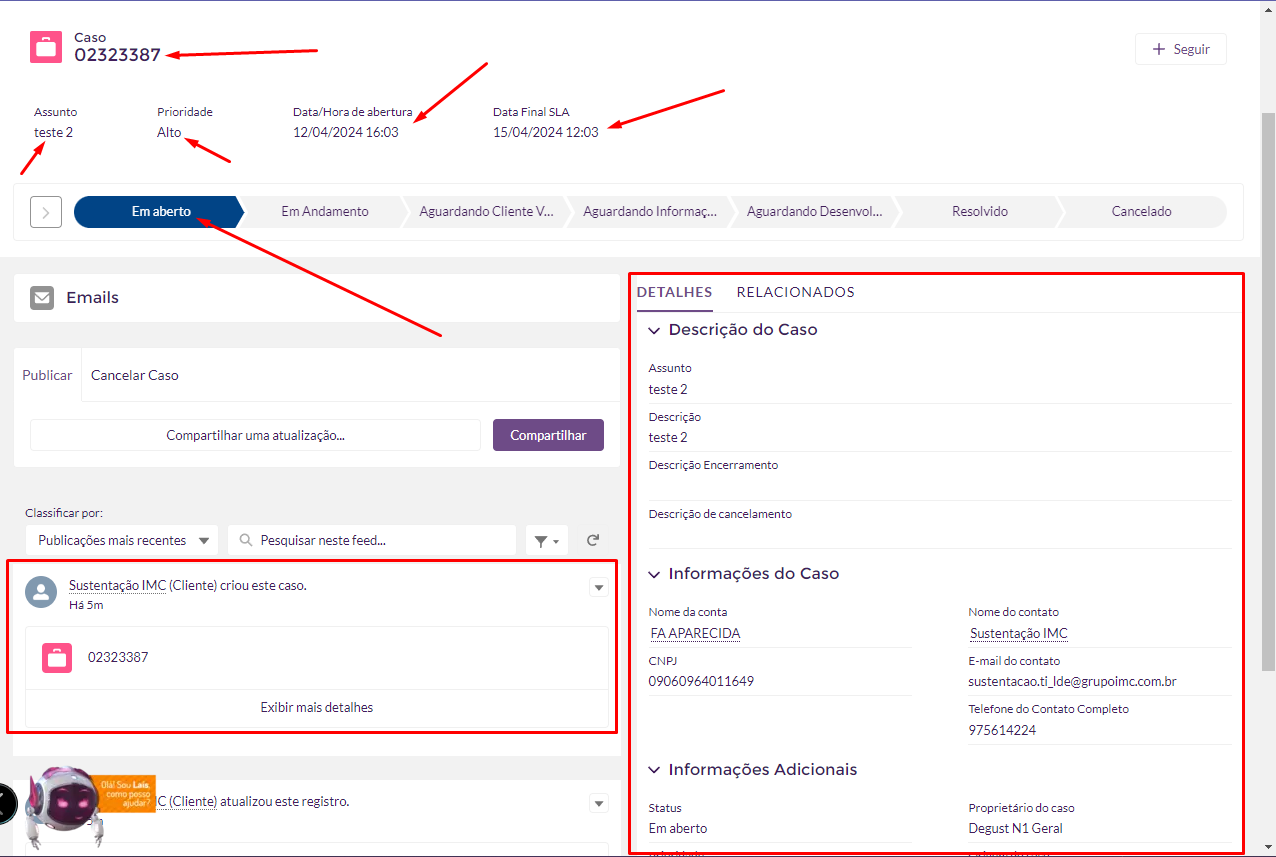 Caso
02323387
Seguir
Assunto
teste 2
Prioridade
Alto
Data/Hora de abertura
12/04/2024 16:03
Data Final SLA
15/04/2024 12:03
Em aberto
Em Andamento
Aguardando Cliente V...
Aguardando Informaç...
Aguardando Desenvol...
Resolvido
Cancelado
Emails
Publicar
Cancelar Caso
Compartilhar uma atualização...
Compartilhar
Classificar por:
Publicações mais recentes
Pesquisar neste feed...
Sustentação IMC (Cliente) criou este caso.
Há 5m
02323387
Exibir mais detalhes
Olá! Sou Lais,
como posso
ajudar?
(Cliente) atualizou este registro.
DETALHES
RELACIONADOS
Descrição do Caso
Assunto
teste 2
Descrição
teste 2
Descrição Encerramento
Descrição de cancelamento
Informações do Caso
Nome da conta
FA APARECIDA
Nome do contato
Sustentação IMC
CNPJ
09060964011649
E-mail do contato
sustentacao.ti_lde@grupoimc.com.br
Telefone do Contato Completo
975614224
Informações Adicionais
Status
Em aberto
Proprietário do caso
Degust N1 Geral